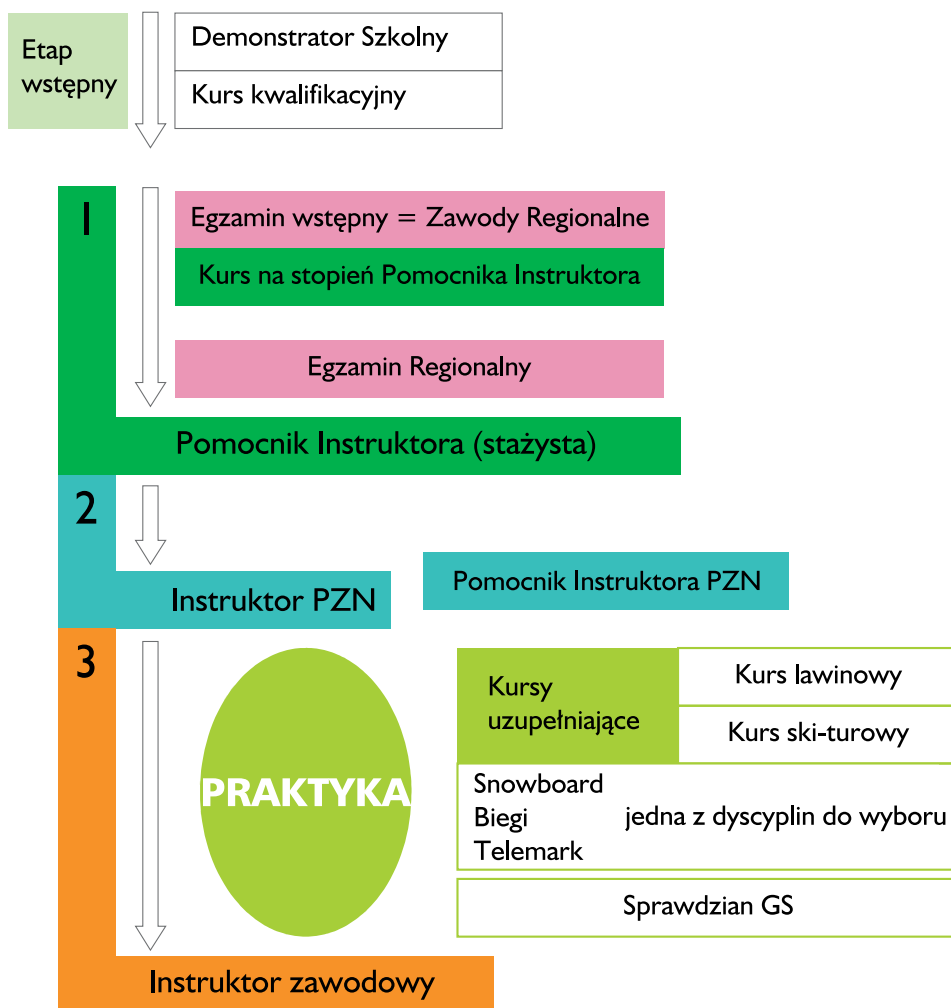 Etap
wstępny
Demonstrator Szkolny
Kurs kwalifikacyjny
1
Egzamin wstępny = Zawody Regionalne
Kurs na stopień Pomocnika Instruktora
Egzamin Regionalny
Pomocnik Instruktora (stażysta)
2
Instruktor PZN
Pomocnik Instruktora PZN
3
PRAKTYKA
Kursy
uzupełniające
Kurs lawinowy
Kurs ski-turowy
Snowboard
Biegi
Telemark
jedna z dyscyplin do wyboru
Sprawdzian GS
Instruktor zawodowy